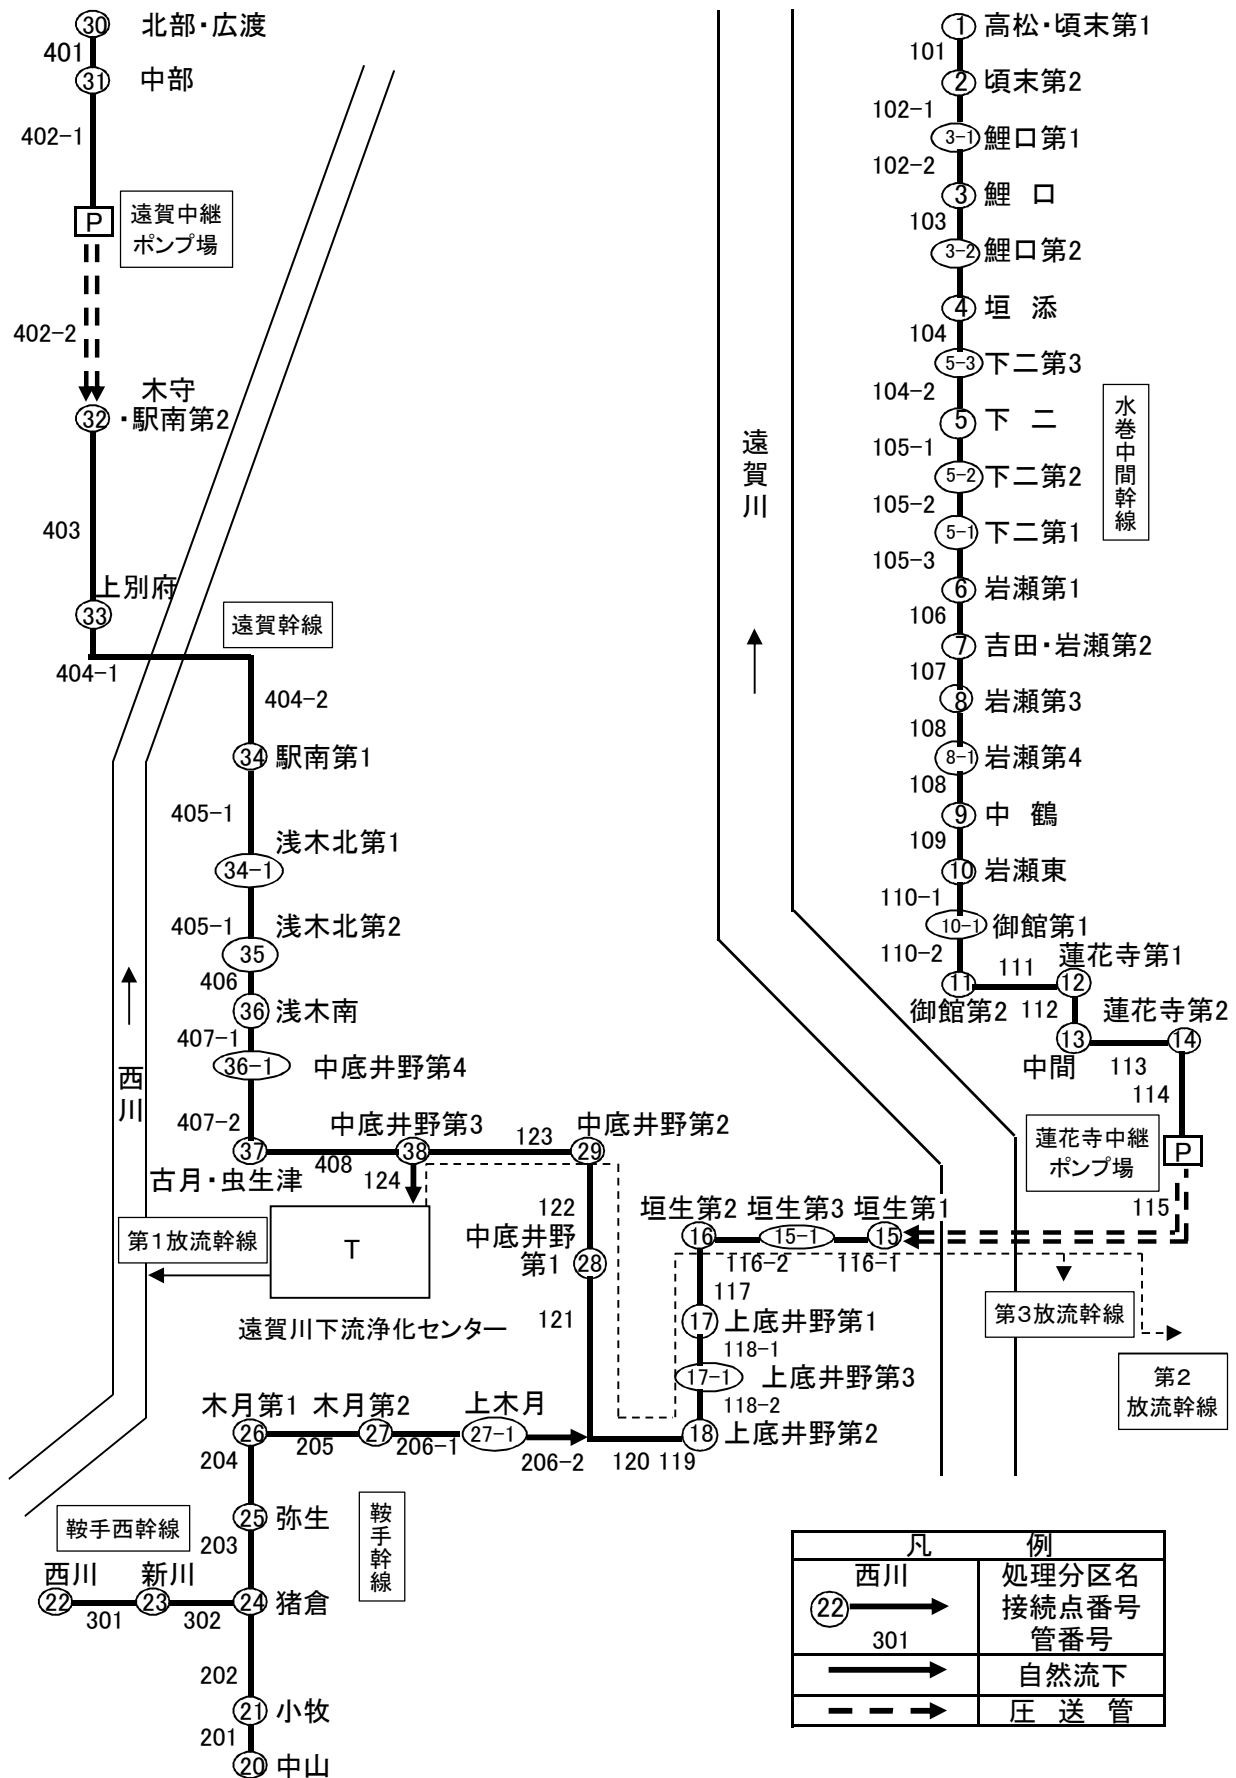 30 北部・広渡
401
31 中部
402-1
P
遠賀中継
ポンプ場
402-2
木守
32 ・駅南第2
403
上別府
33
遠賀幹線
404-1
404-2
34 駅南第1
405-1
浅木北第1
34-1
405-1
浅木北第2
35
406
36 浅木南
407-1
36-1 中底井野第4
407-2
37
古月・虫生津
408
中底井野第3
38
124
123
中底井野第2
29
122
中底井野
第1 28
121
第1放流幹線
T
遠賀川下流浄化センター
西川
遠賀川
1 高松・頃末第1
101
2 頃末第2
102-1
3-1 鯉口第1
102-2
3 鯉口
103
3-2 鯉口第2
4 垣添
104
5-3 下二第3
104-2
5 下二
105-1
5-2 下二第2
105-2
5-1 下二第1
105-3
6 岩瀬第1
106
7 吉田・岩瀬第2
107
8 岩瀬第3
108
8-1 岩瀬第4
108
9 中鶴
109
10 岩瀬東
110-1
10-1 御館第1
110-2
11
御館第2
111
蓮花寺第1
12
112
13
中間
113
蓮花寺第2
14
114
水巻中間幹線
蓮花寺中継
ポンプ場
P
115
垣生第1
15
116-1
垣生第3
15-1
116-2
垣生第2
16
117
17 上底井野第1
118-1
17-1 上底井野第3
118-2
18 上底井野第2
119
120
第3放流幹線
第2
放流幹線
木月第1
26
205
木月第2
27
206-1
上木月
27-1
206-2
204
25 弥生
203
鞍手幹線
鞍手西幹線
西川
22
301
新川
23
302
24 猪倉
202
21 小牧
201
20 中山
凡例
西川
22
301
処理分区名
接続点番号
管番号
自然流下
圧送管